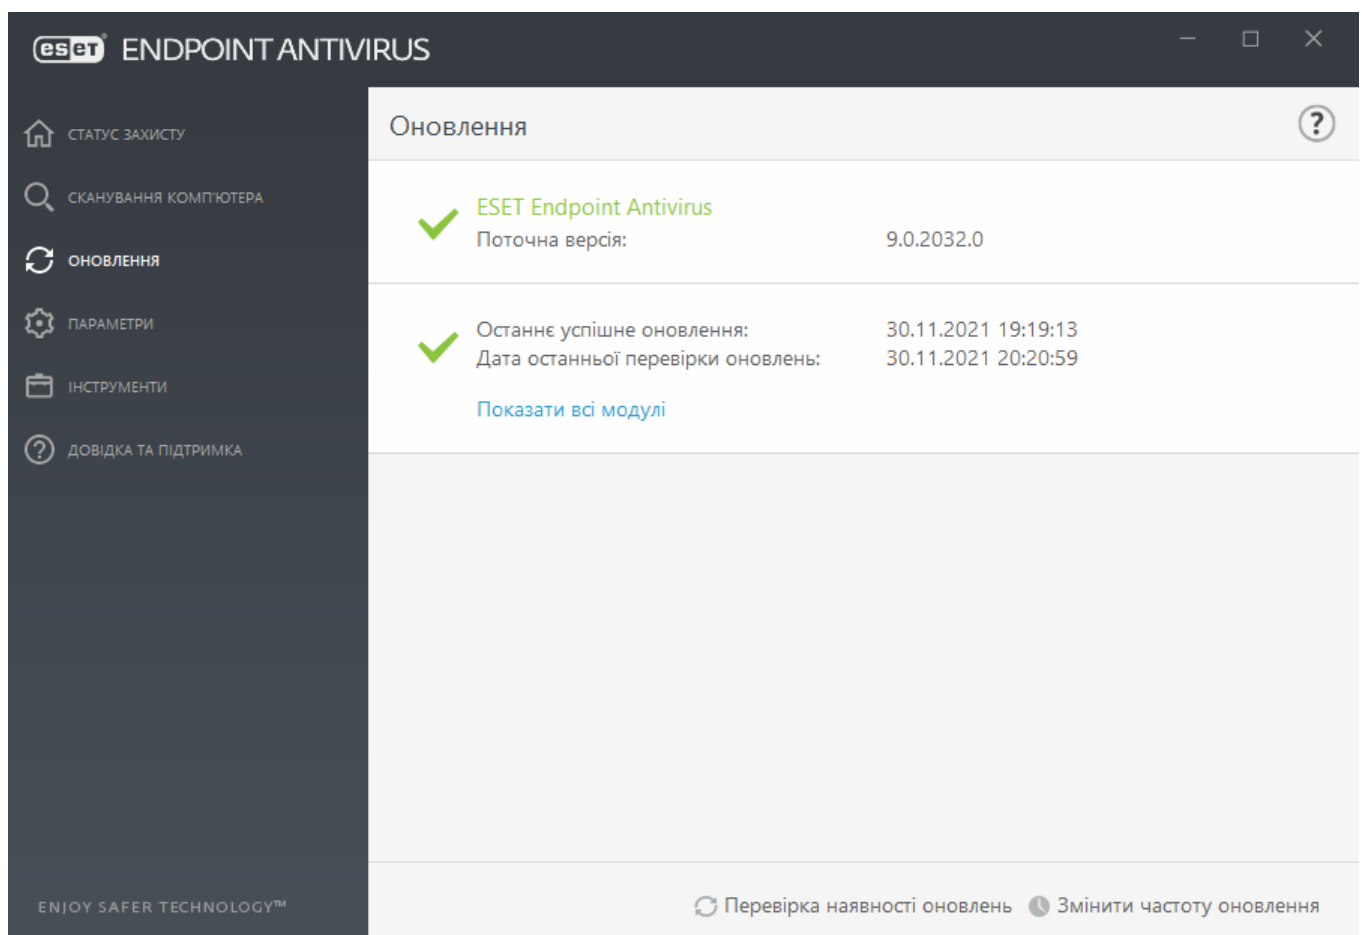 eset ENDPOINT ANTIVIRUS
СТАТУС ЗАХИСТУ
СКАНУВАННЯ КОМП'ЮТЕРА
ОНОВЛЕННЯ
ПАРАМЕТРИ
ІНСТРУМЕНТИ
ДОВІДКА ТА ПІДТРИМКА
ENJOY SAFER TECHNOLOGY™
Оновлення ?
ESET Endpoint Antivirus
Поточна версія: 9.0.2032.0
Останнє успішне оновлення: 30.11.2021 19:19:13
Дата останньої перевірки оновлень: 30.11.2021 20:20:59
Показати всі модулі
Перевірка наявності оновлень Змінити частоту оновлення